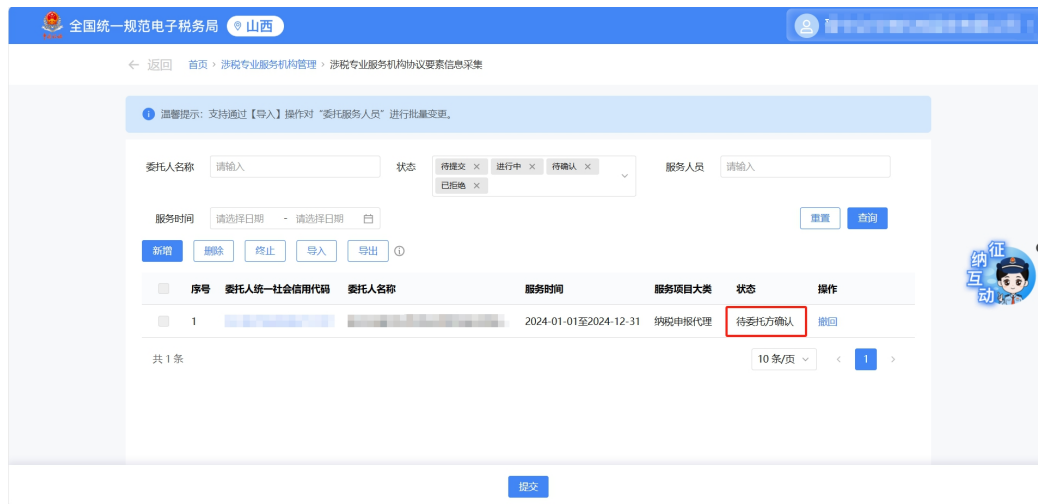 全国统一规范电子税务局 山西
← 返回 首页 › 涉税专业服务机构管理 › 涉税专业服务机构协议要素信息采集
温馨提示：支持通过【导入】操作对“委托服务人员”进行批量变更。
委托人名称 请输入 状态 待提交 × 进行中 × 待确认 × 服务人员 请输入
已拒绝 ×
服务时间 请选择日期 - 请选择日期 重置 查询
新增 删除 终止 导入 导出
序号 委托人统一社会信用代码 委托人名称 服务时间 服务项目大类 状态 操作
1 2024-01-01至2024-12-31 纳税申报代理 待委托方确认 撤回
共 1 条 10 条/页 ‹ 1 ›
征纳互动
提交